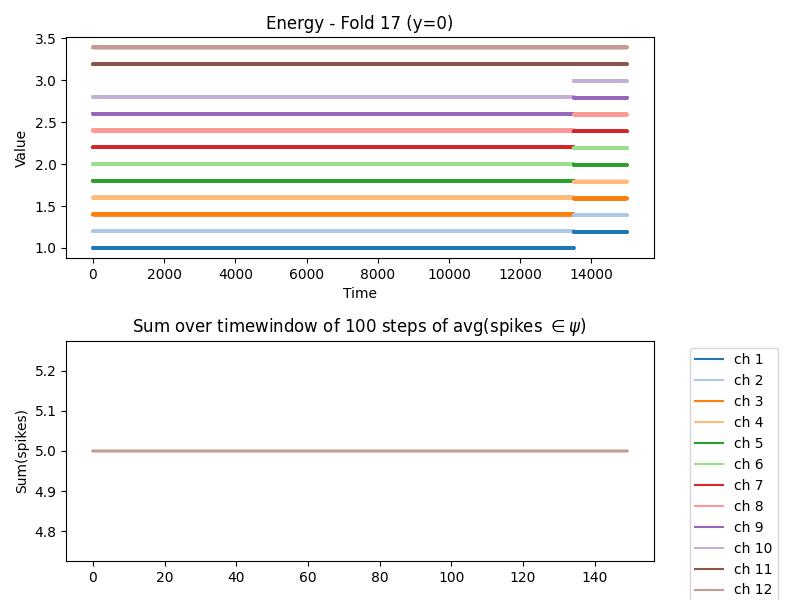 Energy - Fold 17 (y=0)
3.5
3.0
2.5
2.0
1.5
1.0
Value
0 2000 4000 6000 8000 10000 12000 14000
Time
Sum over timewindow of 100 steps of avg(spikes ∈ψ)
5.2
5.1
5.0
4.9
4.8
Sum(spikes)
0 20 40 60 80 100 120 140
ch 1
ch 2
ch 3
ch 4
ch 5
ch 6
ch 7
ch 8
ch 9
ch 10
ch 11
ch 12